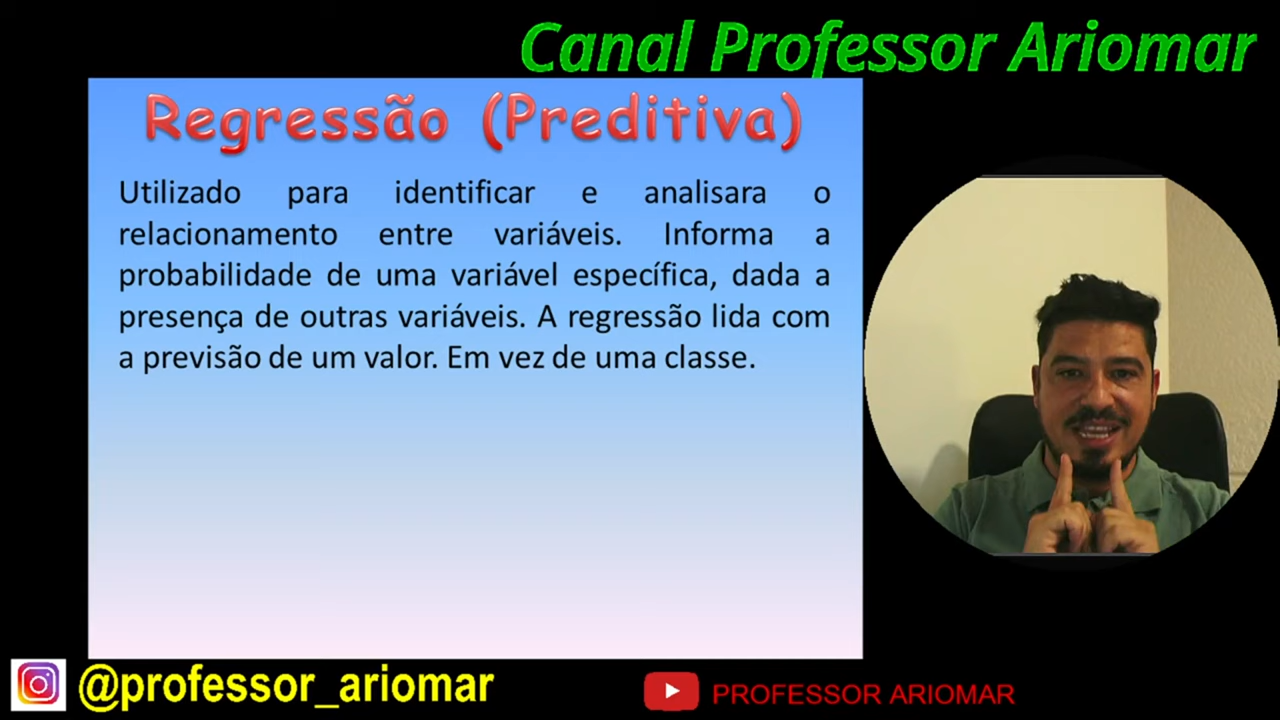 Canal Professor Ariomar
Regressão (Preditiva)
Utilizado para identificar e analisara o
relacionamento entre variáveis. Informa a
probabilidade de uma variável específica, dada a
presença de outras variáveis. A regressão lida com
a previsão de um valor. Em vez de uma classe.
@professor_ariomar
PROFESSOR ARIOMAR